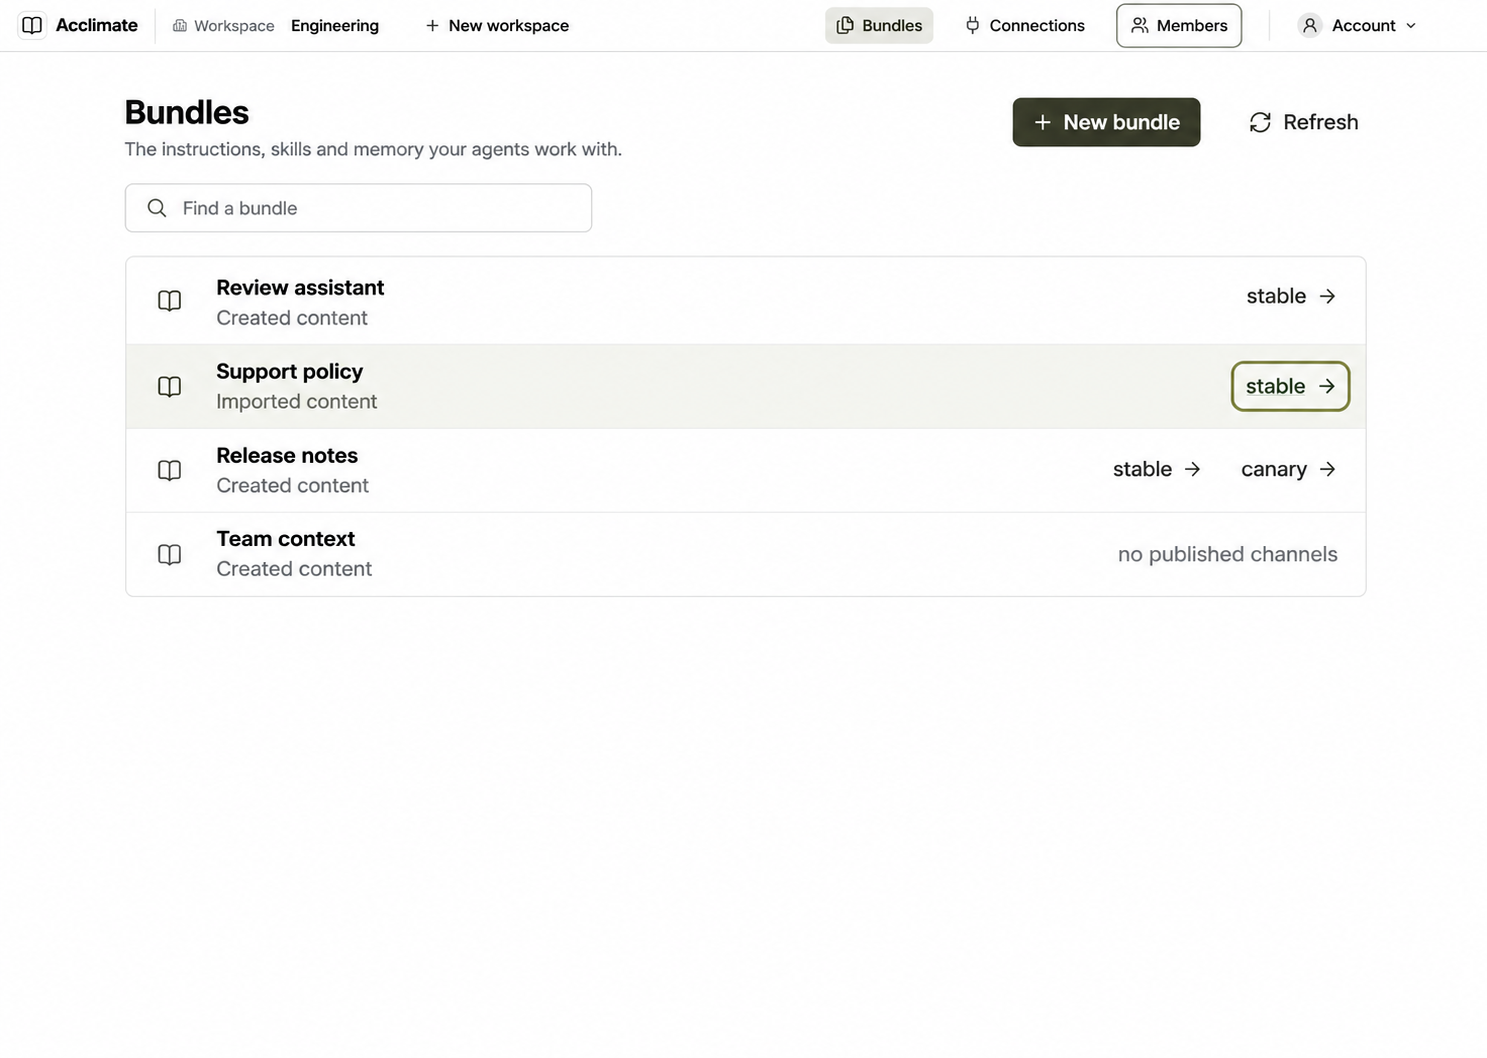 Acclimate Workspace Engineering + New workspace Bundles Connections Members Account
Bundles
The instructions, skills and memory your agents work with.
+ New bundle Refresh
Find a bundle
Review assistant
Created content
stable →
Support policy
Imported content
stable →
Release notes
Created content
stable → canary →
Team context
Created content
no published channels